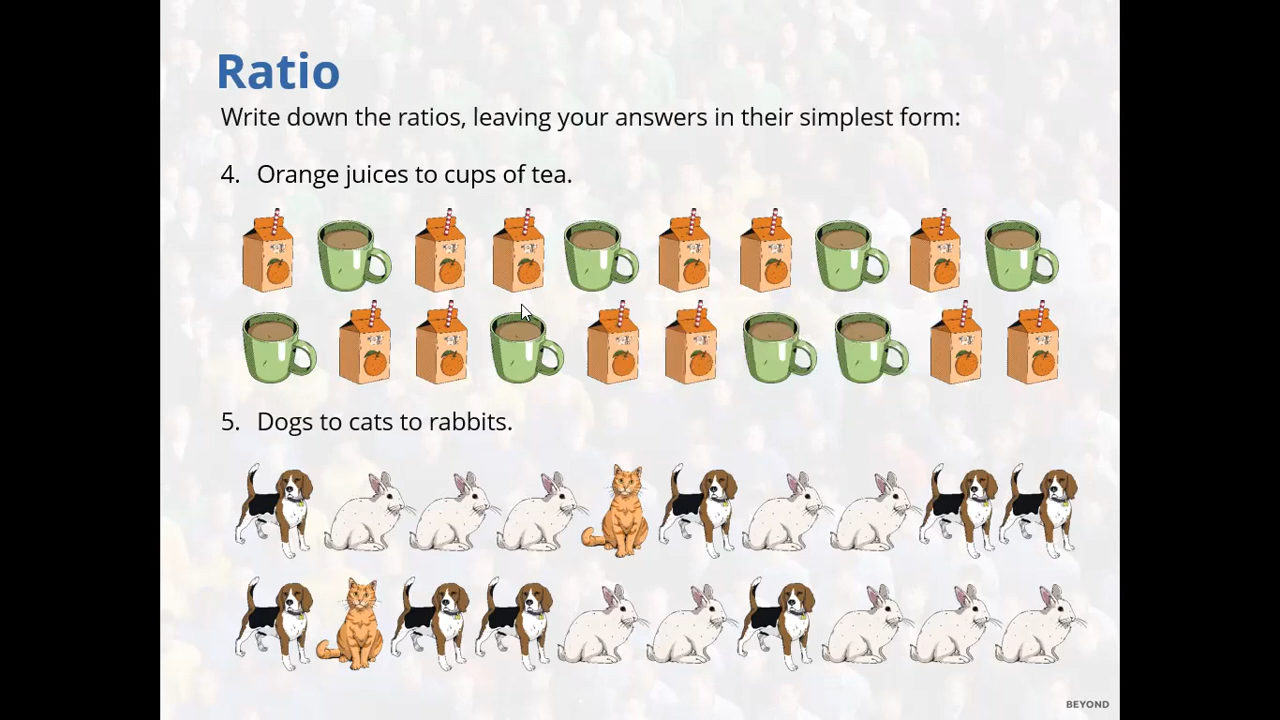 Ratio
Write down the ratios, leaving your answers in their simplest form:
4. Orange juices to cups of tea.
5. Dogs to cats to rabbits.
BEYOND